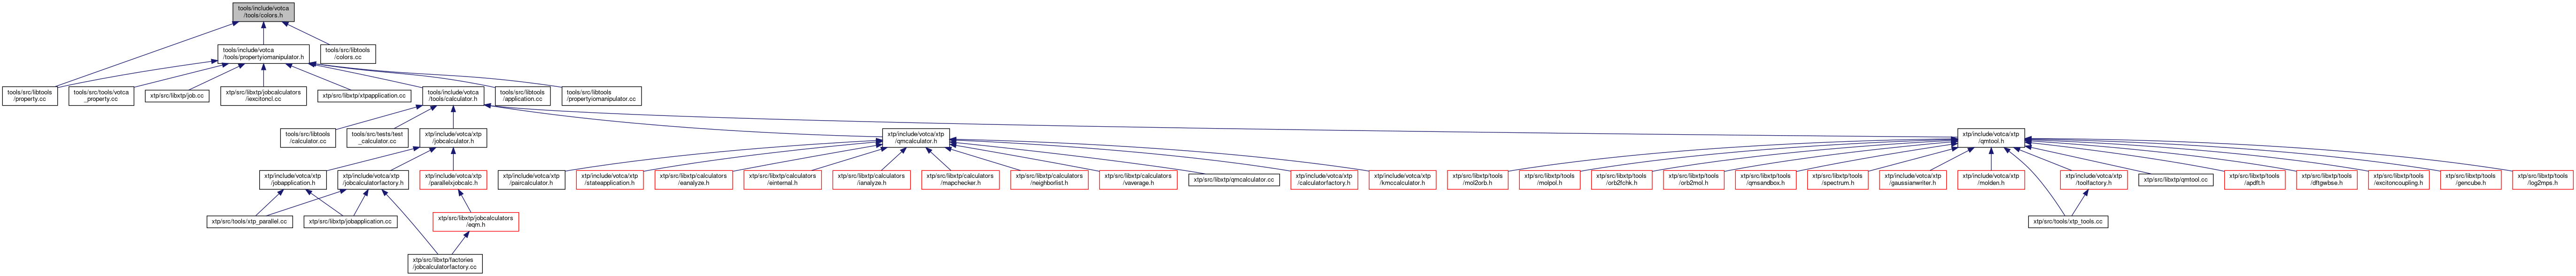 tools/include/votca
/tools/colors.h
tools/include/votca
/tools/propertyiomanipulator.h
tools/src/libtools
/colors.cc
tools/src/libtools
/property.cc
tools/src/tools/votca
_property.cc
xtp/src/libxtp/job.cc
xtp/src/libxtp/jobcalculators
/iexcitoncl.cc
xtp/src/libxtp/xtpapplication.cc
tools/include/votca
/tools/calculator.h
tools/src/libtools
/application.cc
tools/src/libtools
/propertyiomanipulator.cc
tools/src/libtools
/calculator.cc
tools/src/tests/test
_calculator.cc
xtp/include/votca/xtp
/jobcalculator.h
xtp/include/votca/xtp
/qmcalculator.h
xtp/include/votca/xtp
/qmtool.h
xtp/include/votca/xtp
/jobapplication.h
xtp/include/votca/xtp
/jobcalculatorfactory.h
xtp/include/votca/xtp
/parallelxjobcalc.h
xtp/include/votca/xtp
/paircalculator.h
xtp/include/votca/xtp
/stateapplication.h
xtp/src/libxtp/calculators
/eanalyze.h
xtp/src/libxtp/calculators
/einternal.h
xtp/src/libxtp/calculators
/ianalyze.h
xtp/src/libxtp/calculators
/mapchecker.h
xtp/src/libxtp/calculators
/neighborlist.h
xtp/src/libxtp/calculators
/vaverage.h
xtp/src/libxtp/qmcalculator.cc
xtp/include/votca/xtp
/calculatorfactory.h
xtp/include/votca/xtp
/kmccalculator.h
xtp/src/libxtp/tools
/mol2orb.h
xtp/src/libxtp/tools
/molpol.h
xtp/src/libxtp/tools
/orb2fchk.h
xtp/src/libxtp/tools
/orb2mol.h
xtp/src/libxtp/tools
/qmsandbox.h
xtp/src/libxtp/tools
/spectrum.h
xtp/include/votca/xtp
/gaussianwriter.h
xtp/include/votca/xtp
/molden.h
xtp/include/votca/xtp
/toolfactory.h
xtp/src/libxtp/qmtool.cc
xtp/src/libxtp/tools
/apdft.h
xtp/src/libxtp/tools
/dftgwbse.h
xtp/src/libxtp/tools
/excitoncoupling.h
xtp/src/libxtp/tools
/gencube.h
xtp/src/libxtp/tools
/log2mps.h
xtp/src/tools/xtp_parallel.cc
xtp/src/libxtp/jobapplication.cc
xtp/src/libxtp/jobcalculators
/eqm.h
xtp/src/tools/xtp_tools.cc
xtp/src/libxtp/factories
/jobcalculatorfactory.cc